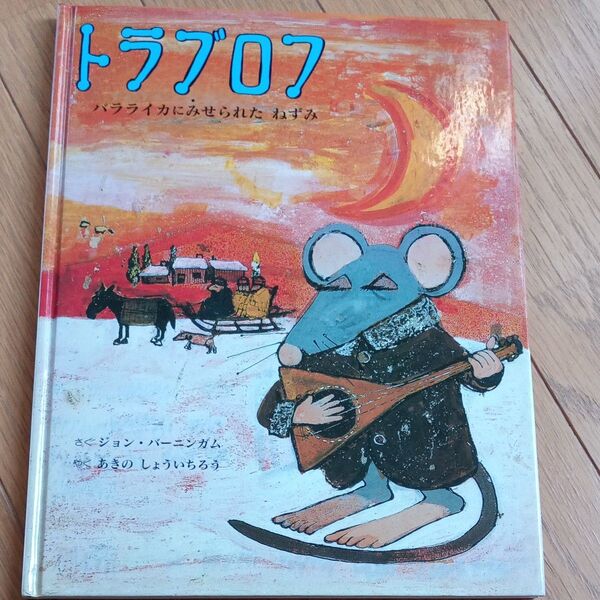 トラブロフ
バラライカにみせられた ねずみ
さく ジョン・バーニンガム
やく あきの しょういちろう